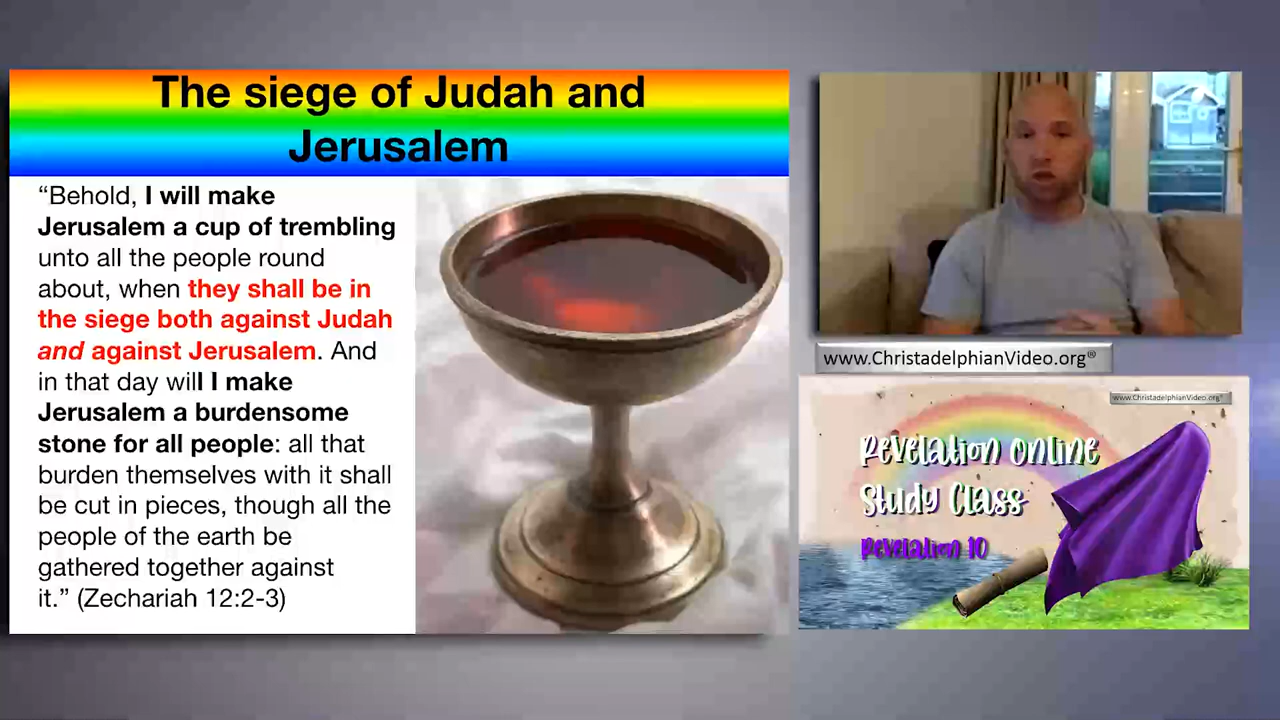 The siege of Judah and
Jerusalem
“Behold, I will make
Jerusalem a cup of trembling
unto all the people round
about, when they shall be in
the siege both against Judah
and against Jerusalem. And
in that day will I make
Jerusalem a burdensome
stone for all people: all that
burden themselves with it shall
be cut in pieces, though all the
people of the earth be
gathered together against
it.” (Zechariah 12:2-3)
www.ChristadelphianVideo.org®
www.ChristadelphianVideo.org®
Revelation Online
Study Class
Revelation 10